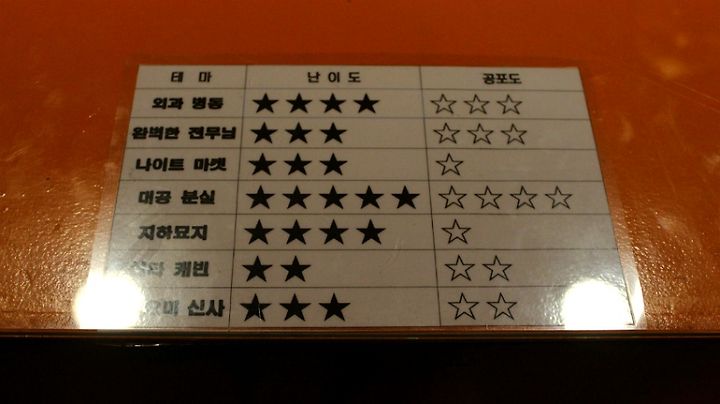 테 마 난 이 도 공포도
외과 병동 ★★★★ ☆☆☆
완벽한 전무님 ★★★ ☆☆☆
나이트 마켓 ★★★ ☆
대공 분실 ★★★★★ ☆☆☆☆
지하묘지 ★★★★ ☆
캐빈 ★★ ☆☆
신사 ★★★ ☆☆